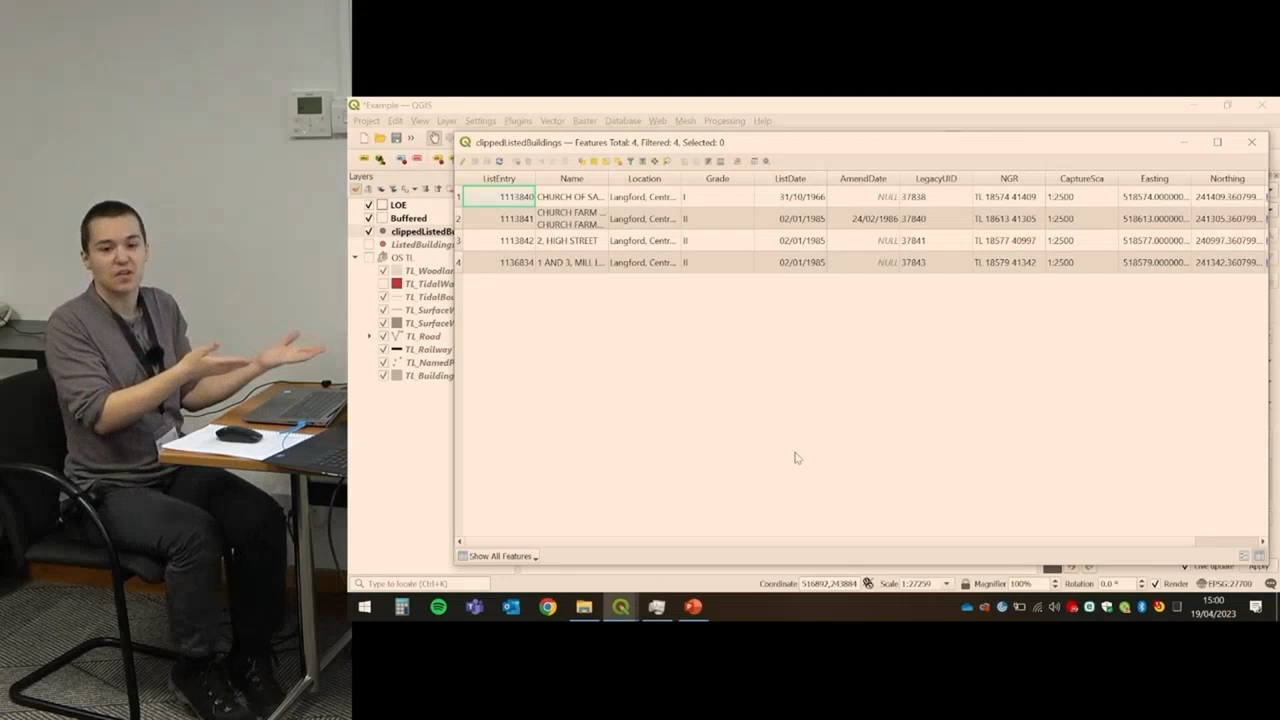 *Example — QGIS
Project Edit View Layer Settings Plugins Vector Raster Database Web Mesh Processing Help
clippedListedBuildings — Features Total: 4, Filtered: 4, Selected: 0
Layers
LOE
Buffered
clippedListedBu
ListedBuilding
OS TL
TL_Woodlan
TL_TidalWa
TL_TidalBou
TL_SurfaceW
TL_SurfaceW
TL_Road
TL_Railway
TL_NamedP
TL_Building
ListEntry Name Location Grade ListDate AmendDate LegacyUID NGR CaptureSca Easting Northing
1 1113840 CHURCH OF SA... Langford, Centr... I 31/10/1966 NULL 37838 TL 18574 41409 1:2500 518574.000000... 241409.360799...
2 1113841 CHURCH FARM ... CHURCH FARM... Langford, Centr... II 02/01/1985 24/02/1986 37840 TL 18613 41305 1:2500 518613.000000... 241305.360799...
3 1113842 2, HIGH STREET Langford, Centr... II 02/01/1985 NULL 37841 TL 18577 40997 1:2500 518577.000000... 240997.360799...
4 1136834 1 AND 3, MILL L... Langford, Centr... II 02/01/1985 NULL 37843 TL 18579 41342 1:2500 518579.000000... 241342.360799...
Show All Features
Live update Apply
Type to locate (Ctrl+K) Coordinate 516892,243884 Scale 1:27259 Magnifier 100% Rotation 0.0 ° Render EPSG:27700
15:00
19/04/2023